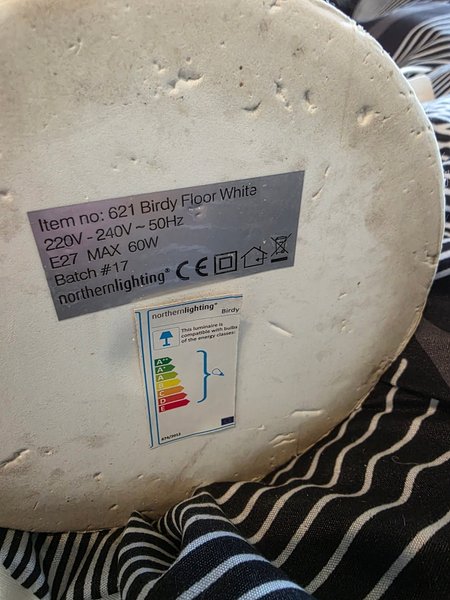 Item no: 621 Birdy Floor White
220V - 240V ~ 50Hz
E27 MAX 60W
Batch #17
northernlighting® CE
northernlighting® Birdy
This luminaire is
compatible with bulbs
of the energy classes:
A++
A+
A
B
C
D
E
874/2012